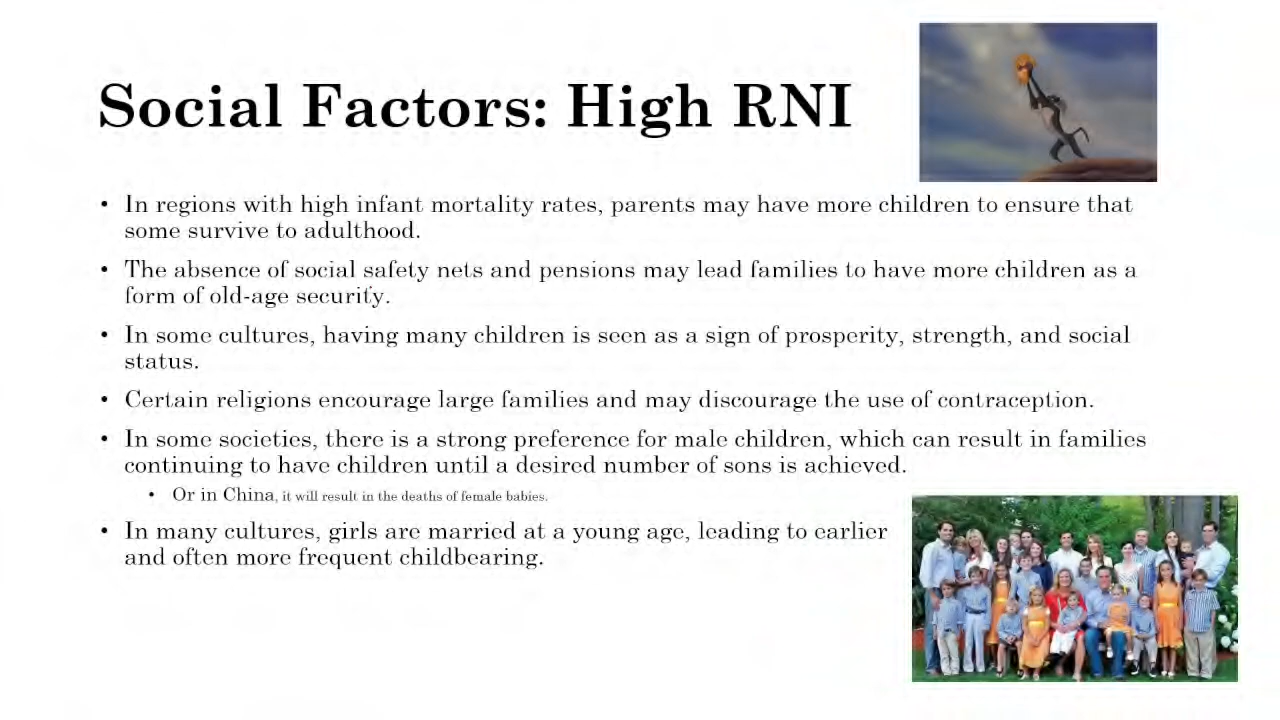 Social Factors: High RNI
• In regions with high infant mortality rates, parents may have more children to ensure that
some survive to adulthood.
• The absence of social safety nets and pensions may lead families to have more children as a
form of old-age security.
• In some cultures, having many children is seen as a sign of prosperity, strength, and social
status.
• Certain religions encourage large families and may discourage the use of contraception.
• In some societies, there is a strong preference for male children, which can result in families
continuing to have children until a desired number of sons is achieved.
• Or in China, it will result in the deaths of female babies.
• In many cultures, girls are married at a young age, leading to earlier
and often more frequent childbearing.